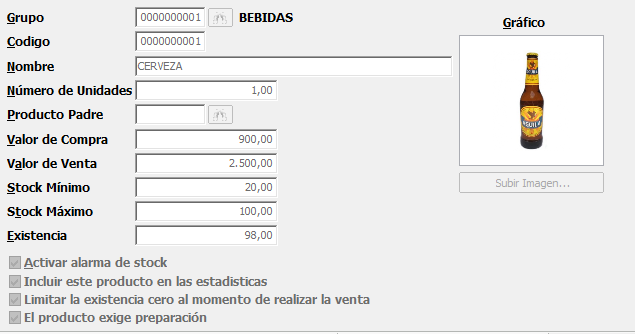 Grupo 0000000001 BEBIDAS
Gráfico
Codigo 0000000001
Nombre CERVEZA
Número de Unidades 1,00
Producto Padre
Valor de Compra 900,00
Valor de Venta 2.500,00
Subir Imagen...
Stock Mínimo 20,00
Stock Máximo 100,00
Existencia 98,00
Activar alarma de stock
Incluir este producto en las estadisticas
Limitar la existencia cero al momento de realizar la venta
El producto exige preparación